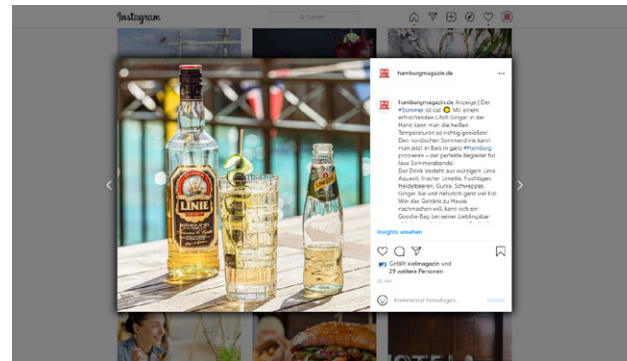 Instagram
Suchen
hamburgmagazin.de
hamburgmagazin.de Anzeige | Der
#Sommer ist da! Mit einem
erfrischenden LINIE Ginger in der
Hand kann man die heißen
Temperaturen so richtig genießen!
Den nordischen Sommerdrink kann
man jetzt in Bars in ganz #Hamburg
probieren – der perfekte Begleiter für
laue Sommerabende!
Der Drink besteht aus würzigem Linie
Aquavit, frischer Limette, fruchtigen
Heidelbeeren, Gurke, Schweppes
Ginger Ale und natürlich ganz viel Eis!
Wer das Getränk zu Hause
nachmachen will, kann sich ein
Goodie-Bag bei seiner Lieblingsbar
LINIE
Insights ansehen
Gefällt kielmagazin und
29 weitere Personen
Kommentar hinzufügen...
Posten
HOTEL